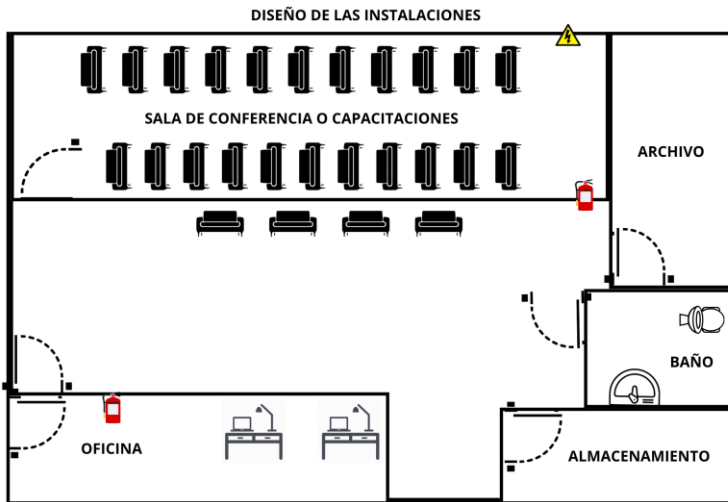 DISEÑO DE LAS INSTALACIONES
SALA DE CONFERENCIA O CAPACITACIONES
ARCHIVO
BAÑO
OFICINA
ALMACENAMIENTO